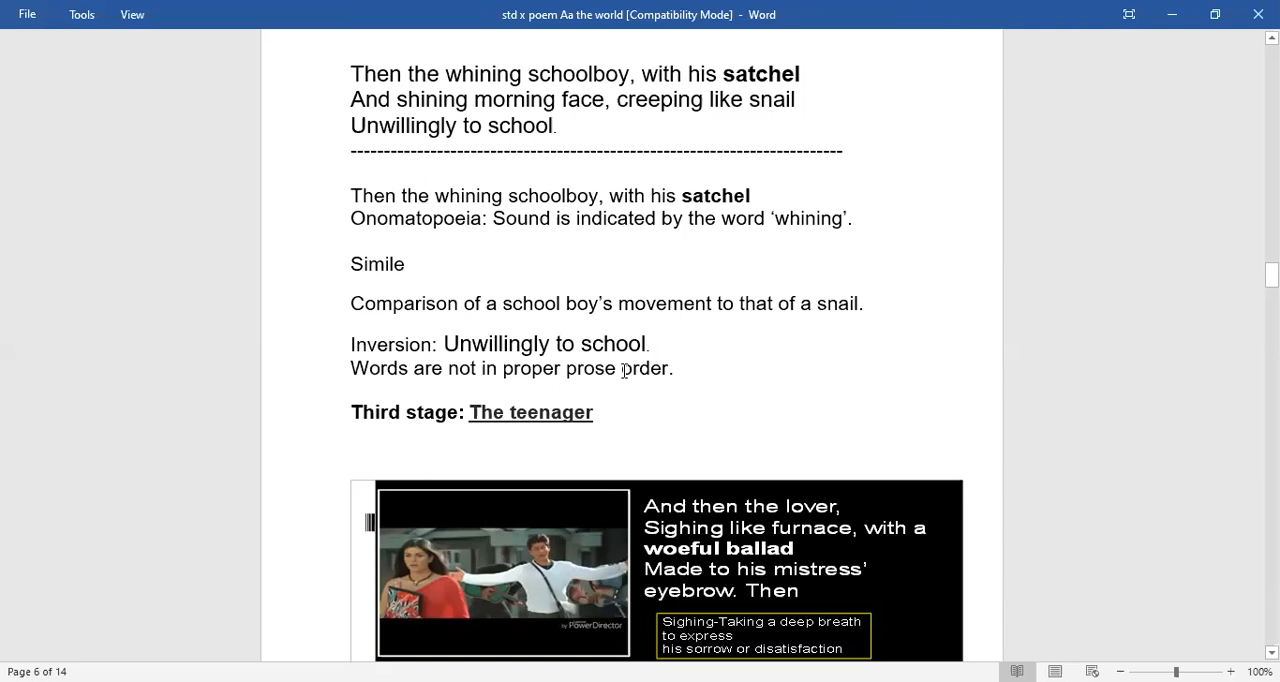 File Tools View std x poem Aa the world [Compatibility Mode] - Word
Then the whining schoolboy, with his satchel
And shining morning face, creeping like snail
Unwillingly to school.
--------------------------------------------------------------------------
Then the whining schoolboy, with his satchel
Onomatopoeia: Sound is indicated by the word ‘whining’.
Simile
Comparison of a school boy’s movement to that of a snail.
Inversion: Unwillingly to school.
Words are not in proper prose order.
Third stage: The teenager
And then the lover,
Sighing like furnace, with a
woeful ballad
Made to his mistress’
eyebrow. Then
Sighing-Taking a deep breath
to express
his sorrow or disatisfaction
by PowerDirector
Page 6 of 14
100%